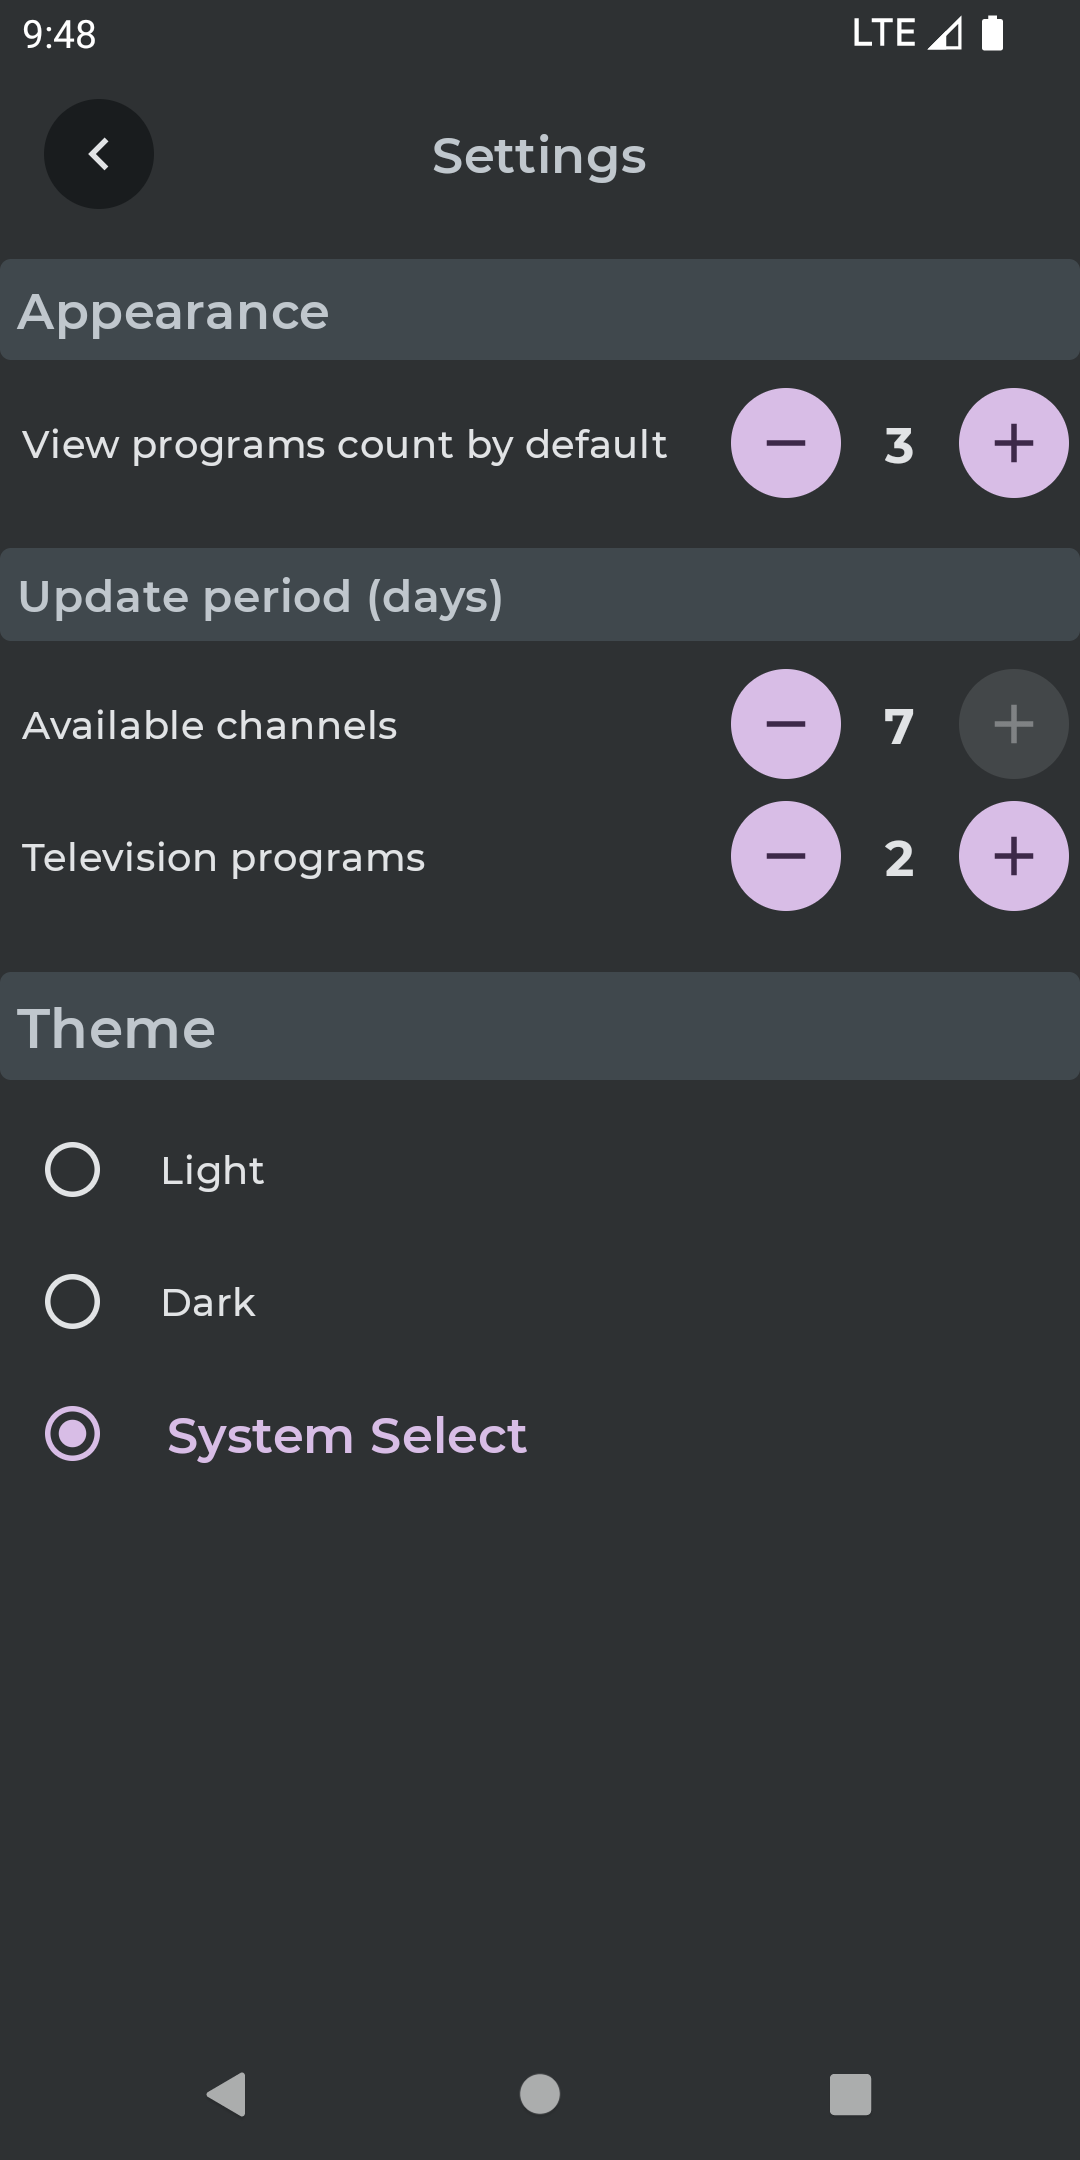 9:48 LTE
Settings
Appearance
View programs count by default 3
Update period (days)
Available channels 7
Television programs 2
Theme
Light
Dark
System Select